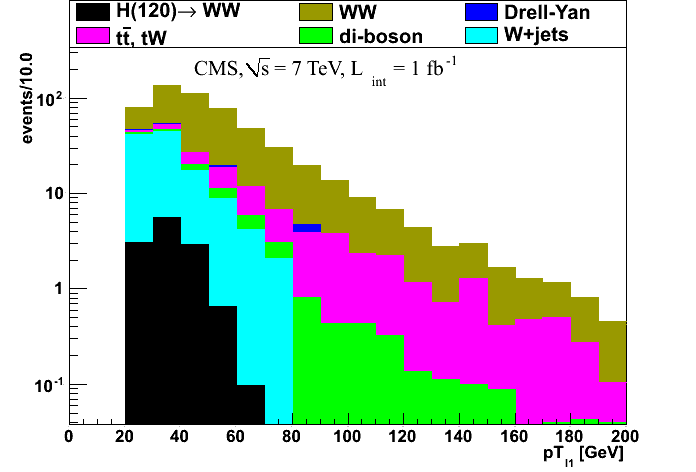 H(120)→ WW WW Drell-Yan
tt̄, tW di-boson W+jets
CMS, √s = 7 TeV, L int = 1 fb-1
events/10.0
10²
10
1
10⁻¹
0 20 40 60 80 100 120 140 160 180 200
pT l1 [GeV]